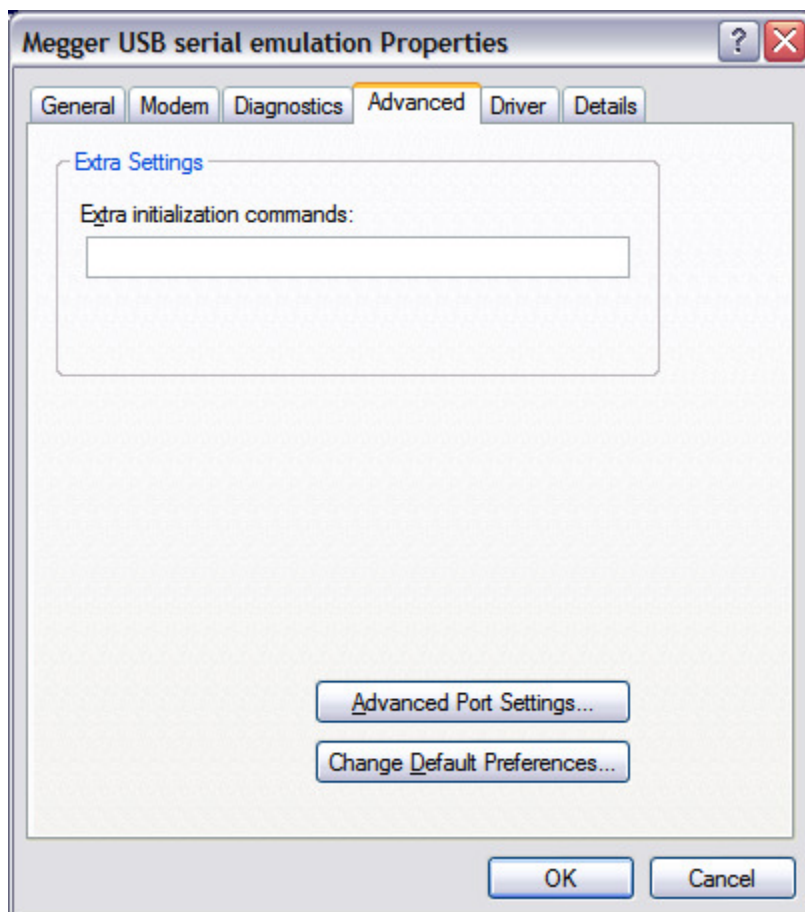 Megger USB serial emulation Properties
?
General Modem Diagnostics Advanced Driver Details
Extra Settings
Extra initialization commands:
Advanced Port Settings...
Change Default Preferences...
OK Cancel